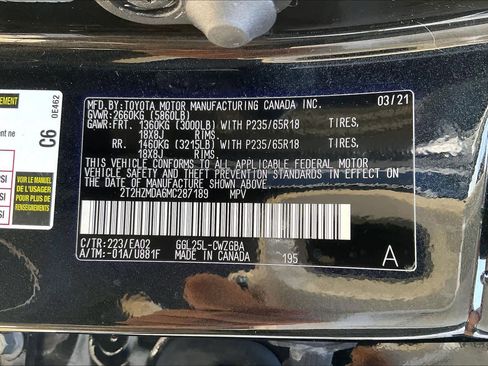 MFD.BY:TOYOTA MOTOR MANUFACTURING CANADA INC. 03/21
GVWR:2660KG (5860LB)
GAWR:FRT. 1360KG (3000LB)WITH P235/65R18 TIRES,
18X8J RIMS
RR. 1460KG (3215LB)WITH P235/65R18 TIRES,
18X8J RIMS
THIS VEHICLE CONFORMS TO ALL APPLICABLE FEDERAL MOTOR
VEHICLE SAFETY AND THEFT PREVENTION STANDARDS IN EFFECT
ON THE DATE OF MANUFACTURE SHOWN ABOVE.
2T2HZMDA6MC287189 MPV
C/TR:223/EA02 GGL25L-CWZGBA
A/TM:-01A/U881F MADE IN CANADA 195 A
0E462
C6
VOIR LE MANUEL
DE L'USAGER
POUR PLUS DE
RENSEIGNEMENTS